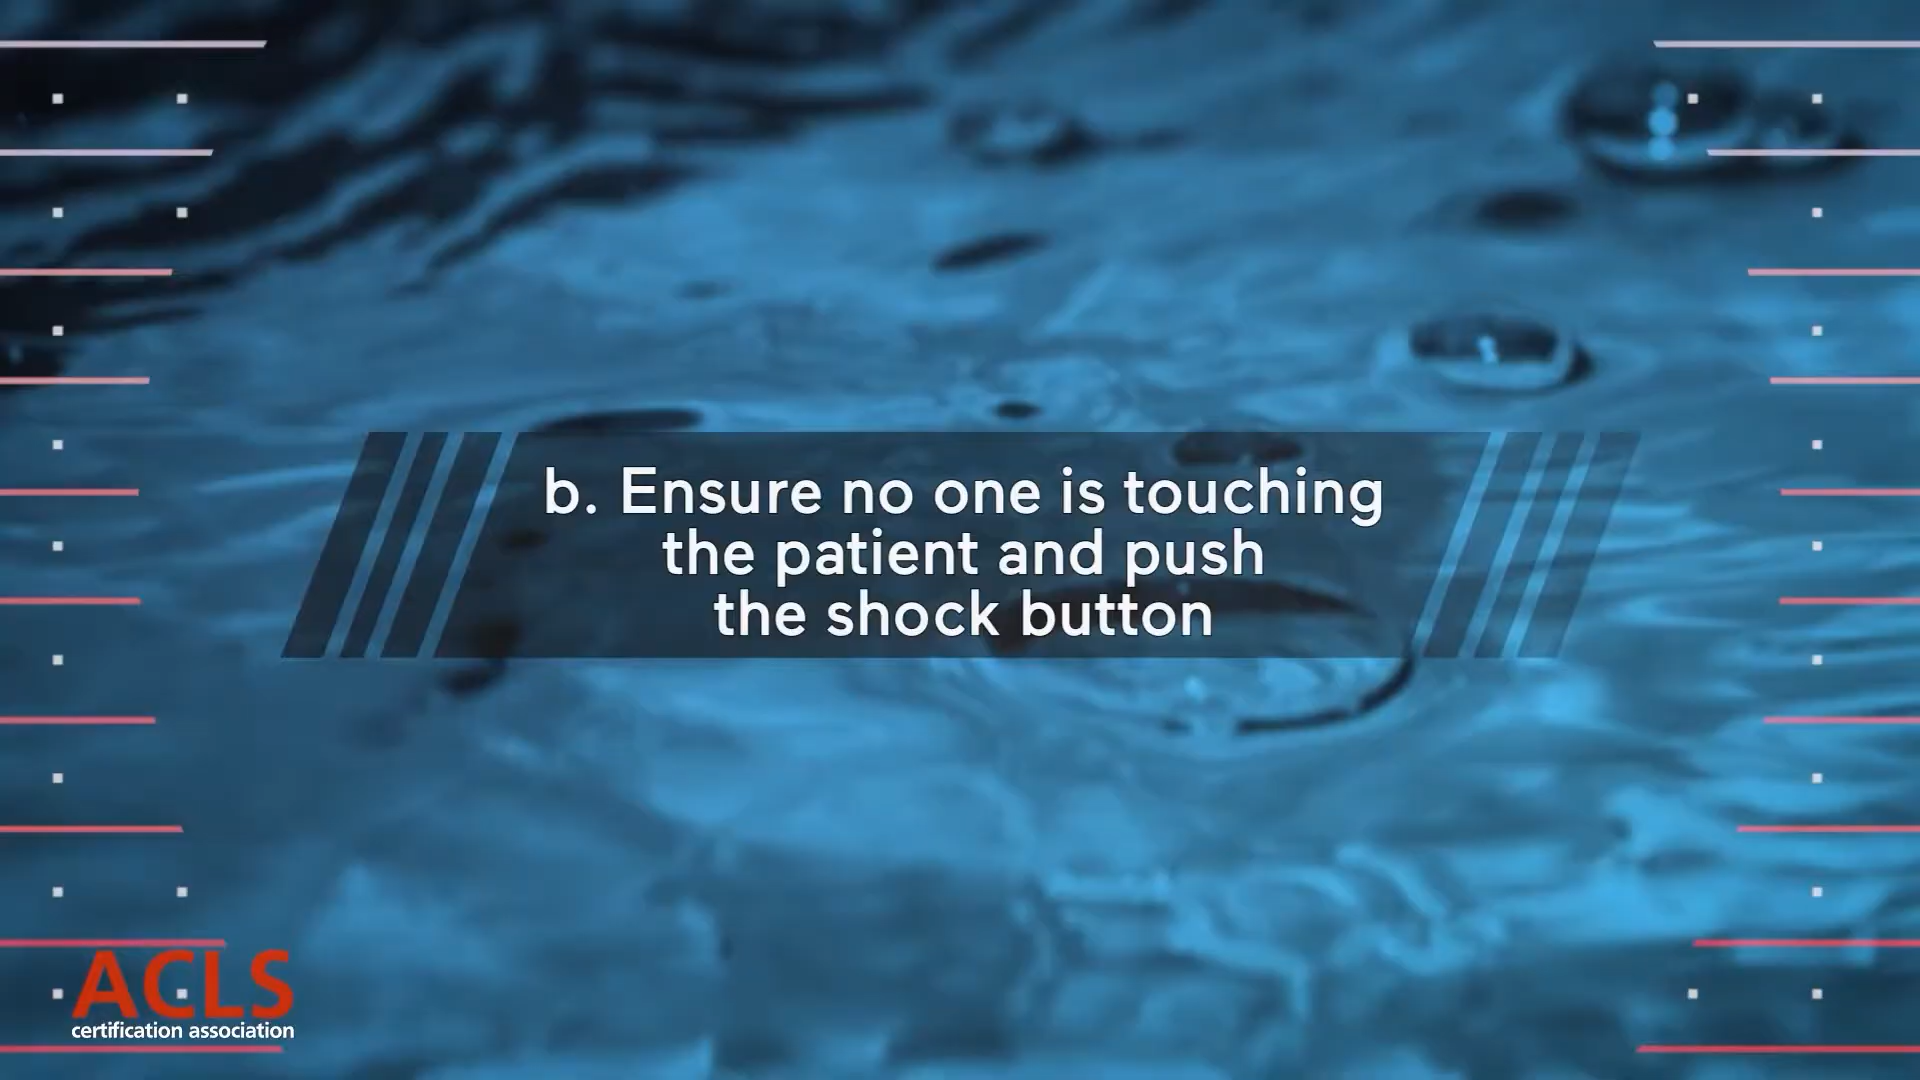 b. Ensure no one is touching
the patient and push
the shock button
ACLS
certification association